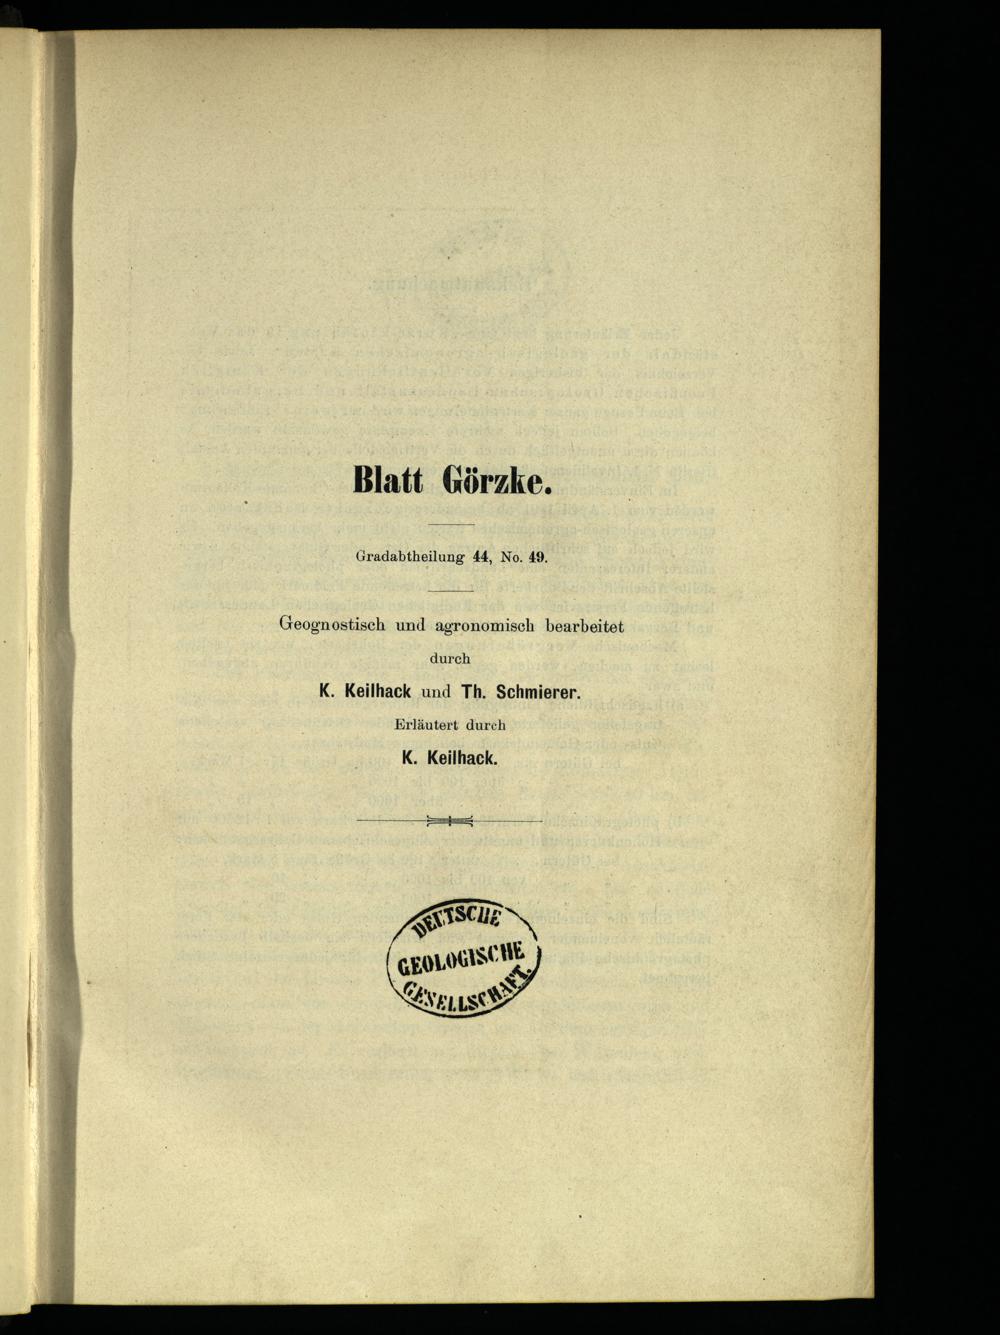 Blatt Görzke.
Gradabtheilung 44, No. 49.
Geognostisch und agronomisch bearbeitet
durch
K. Keilhack und Th. Schmierer.
Erläutert durch
K. Keilhack.
DEUTSCHE
GEOLOGISCHE
GESELLSCHAFT.